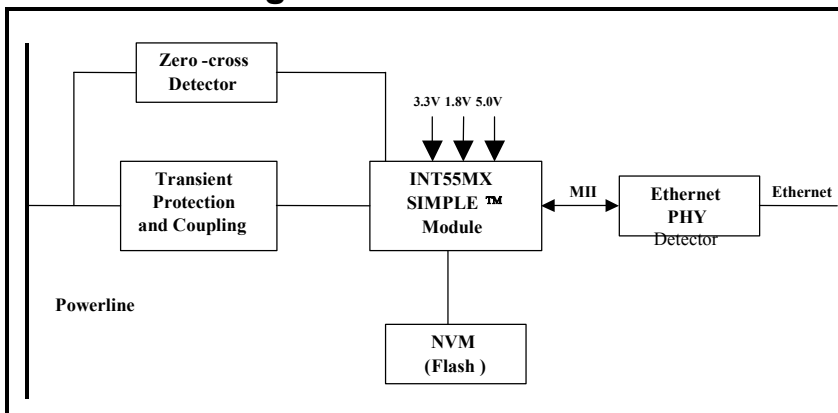 Zero -cross
Detector
3.3V 1.8V 5.0V
Transient
Protection
and Coupling
INT55MX
SIMPLE ™
Module
MII
Ethernet
PHY
Detector
Ethernet
Powerline
NVM
(Flash )